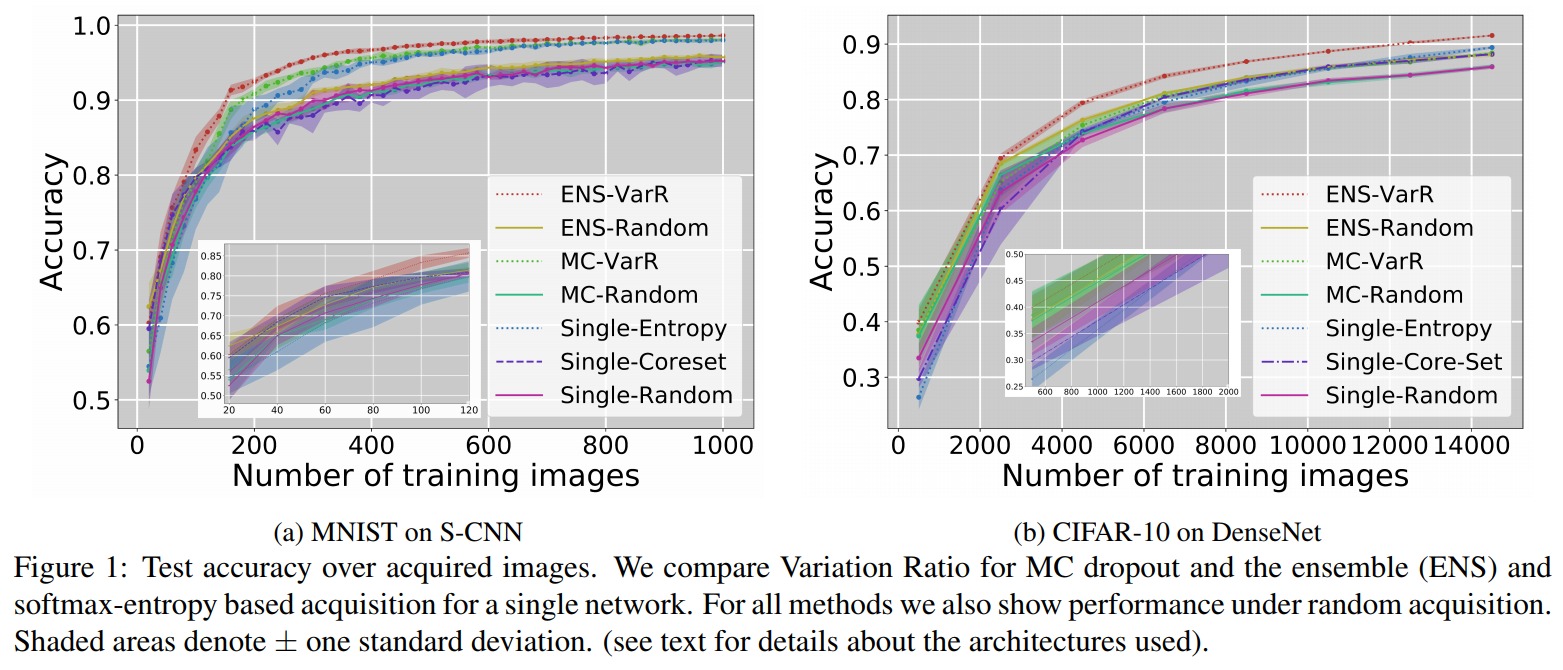 1.0
0.9
0.8
0.7
0.6
0.5
Accuracy
0 200 400 600 800 1000
Number of training images
0.85
0.80
0.75
0.70
0.65
0.60
0.55
0.50
20 40 60 80 100 120
ENS-VarR
ENS-Random
MC-VarR
MC-Random
Single-Entropy
Single-Coreset
Single-Random
(a) MNIST on S-CNN
0.9
0.8
0.7
0.6
0.5
0.4
0.3
Accuracy
0 2000 4000 6000 8000 10000 12000 14000
Number of training images
0.50
0.45
0.40
0.35
0.30
0.25
600 800 1000 1200 1400 1600 1800 2000
ENS-VarR
ENS-Random
MC-VarR
MC-Random
Single-Entropy
Single-Core-Set
Single-Random
(b) CIFAR-10 on DenseNet
Figure 1: Test accuracy over acquired images. We compare Variation Ratio for MC dropout and the ensemble (ENS) and
softmax-entropy based acquisition for a single network. For all methods we also show performance under random acquisition.
Shaded areas denote ± one standard deviation. (see text for details about the architectures used).